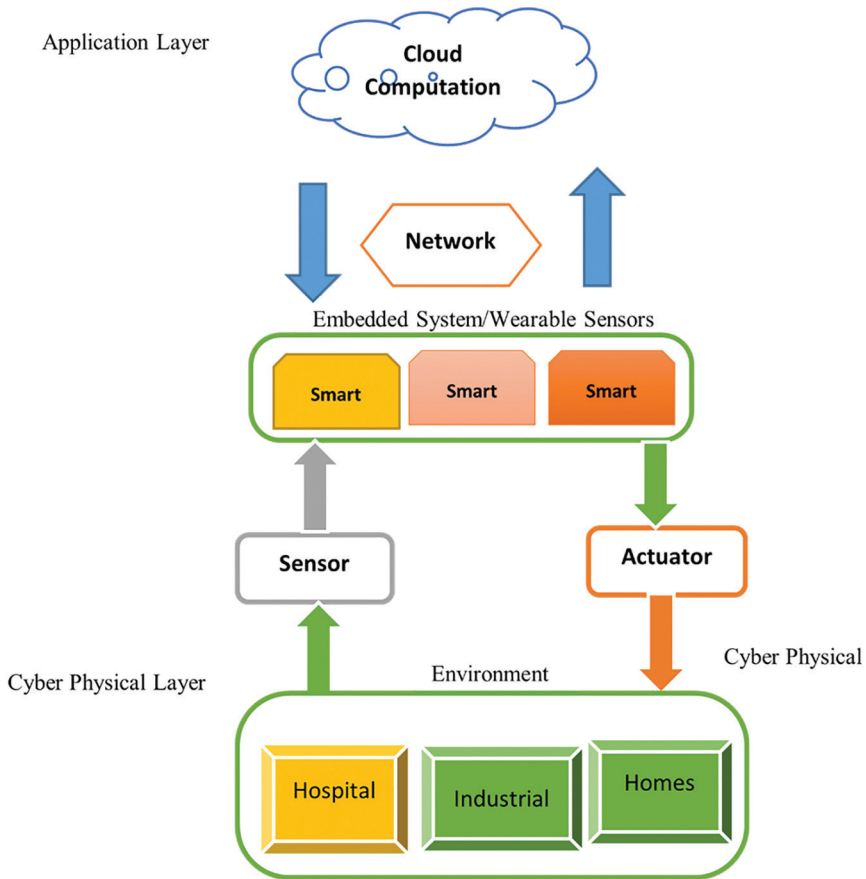 Application Layer
Cloud
Computation
Network
Embedded System/Wearable Sensors
Smart
Smart
Smart
Sensor
Actuator
Cyber Physical Layer
Environment
Cyber Physical
Hospital
Industrial
Homes